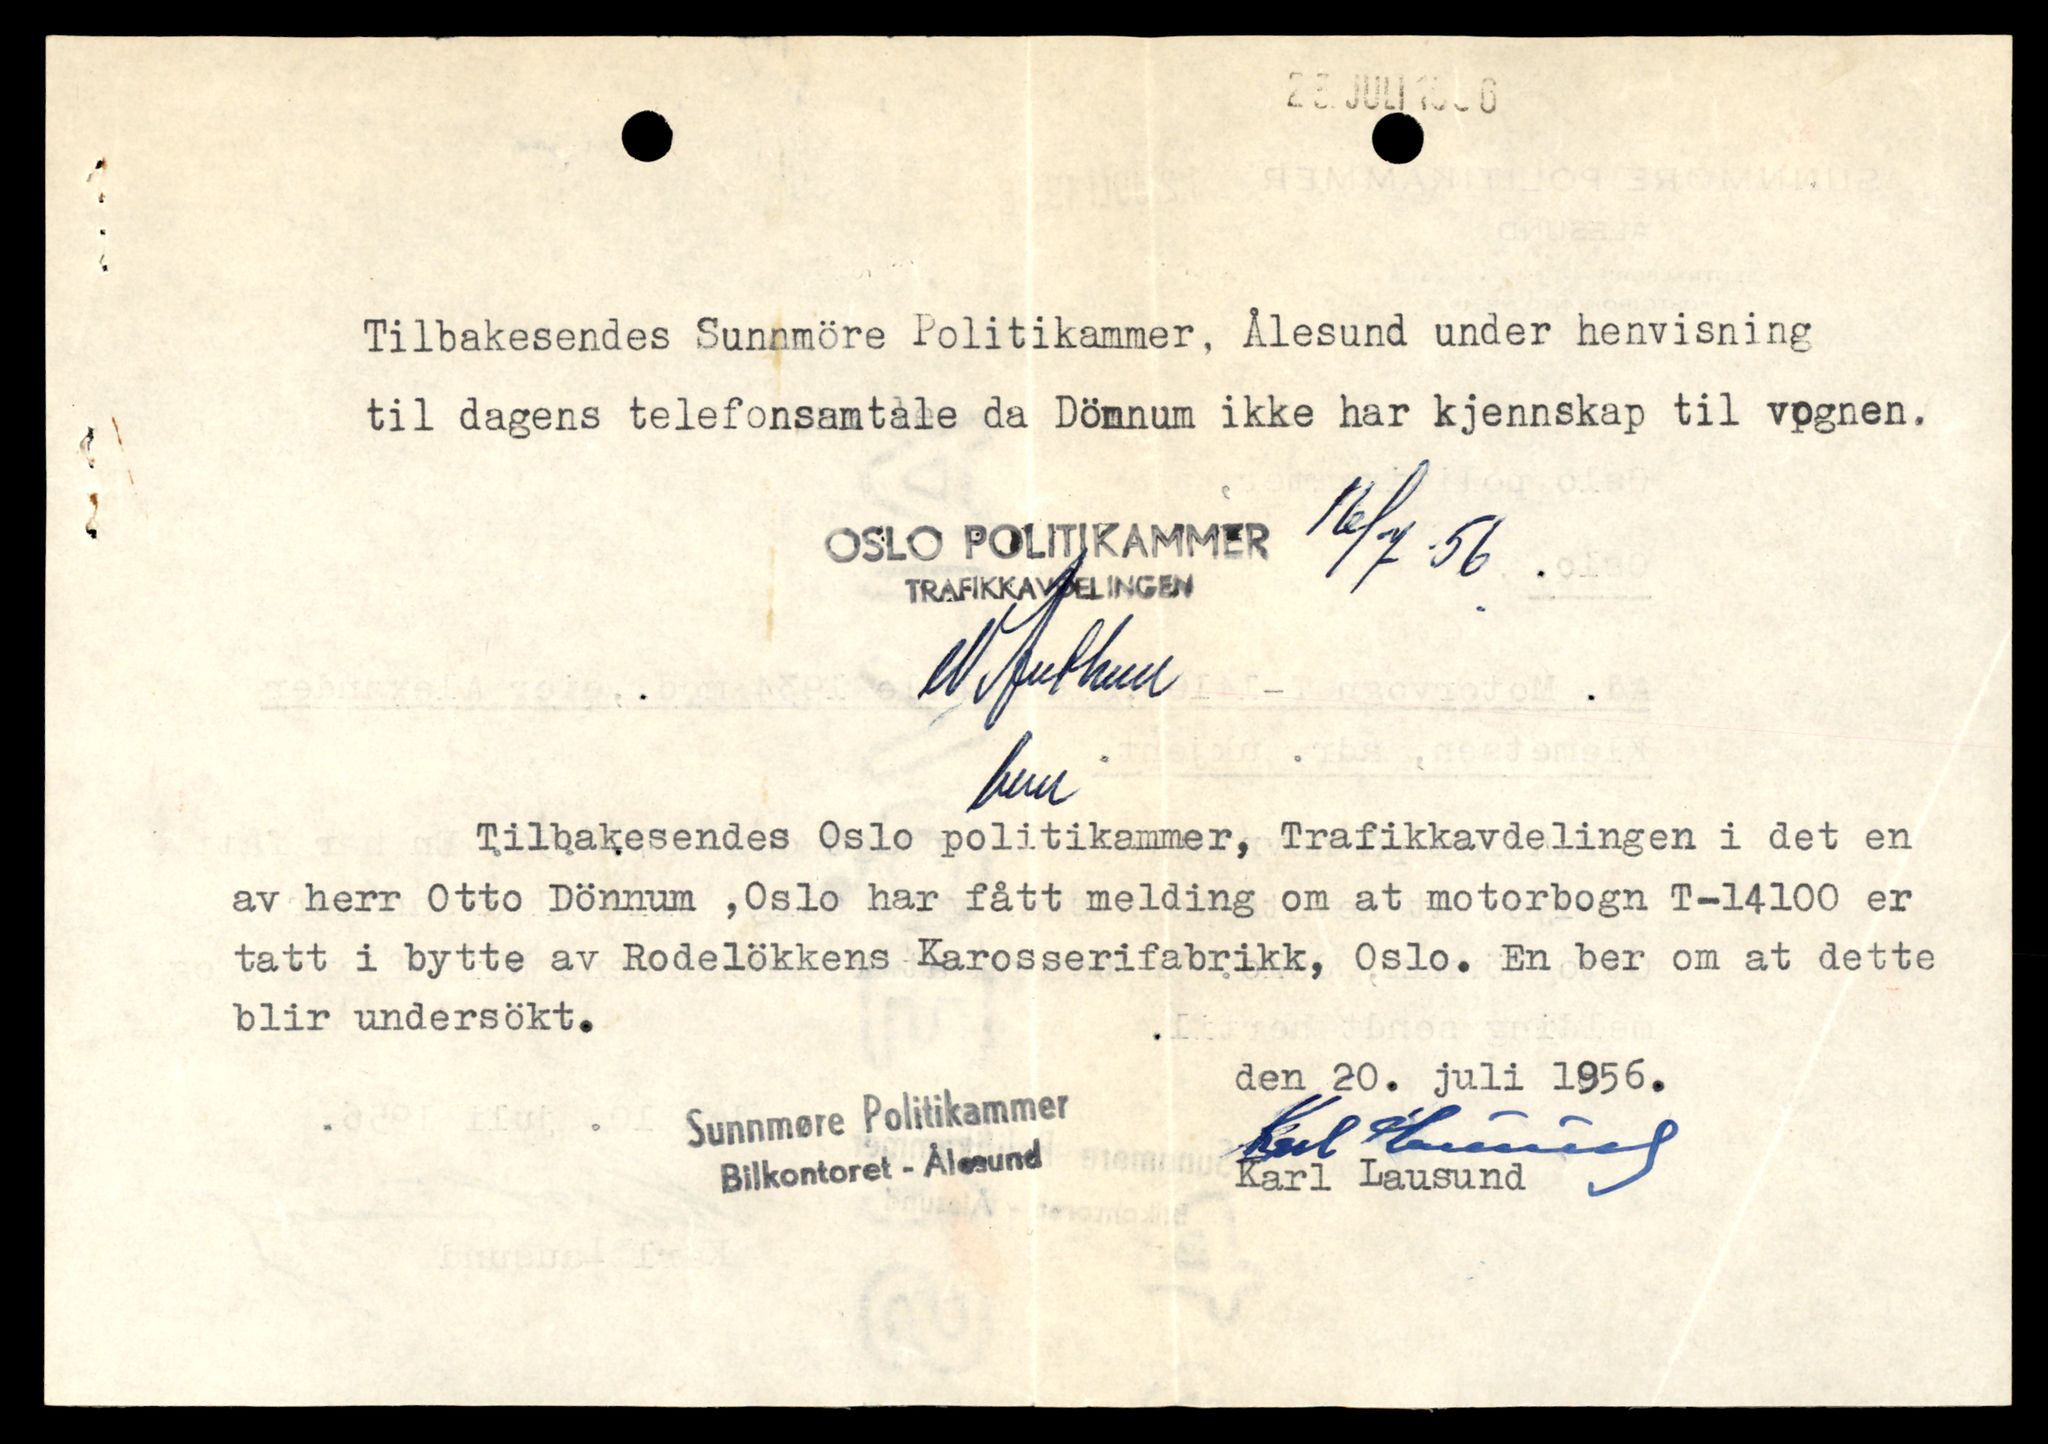 JULI
Tilbakesendes Sunnmöre Politikammer, Ålesund under henvisning
til dagens telefonsamtale da Dönnum ikke har kjennskap til vognen.
OSLO POLITIKAMMER 16/7.56
TRAFIKKAVDELINGEN
Tilbakesendes Oslo politikammer, Trafikkavdelingen i det en
av herr Otto Dönnum ,Oslo har fått melding om at motorbogn T-14100 er
tatt i bytte av Rodelökkens Karosserifabrikk, Oslo. En ber om at dette
blir undersökt.
den 20. juli 1956.
Sunnmøre Politikammer
Bilkontoret - Ålesund
Karl Lausund